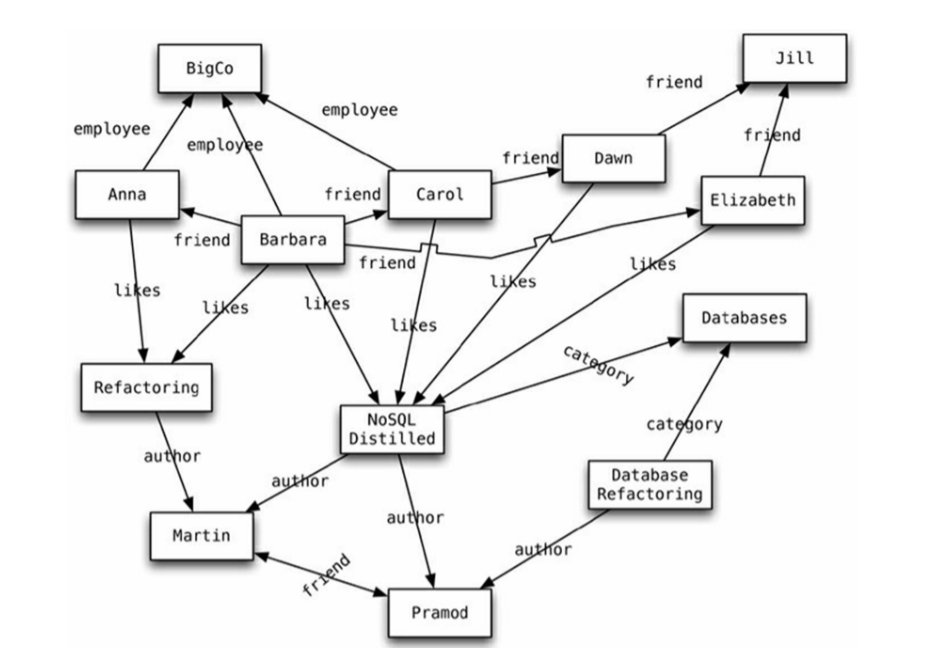 BigCo
Jill
friend
employee
employee
employee
friend
Dawn
friend
Anna
friend
Carol
Elizabeth
friend
Barbara
friend
likes
likes
likes
likes
likes
likes
Databases
category
Refactoring
NoSQL
Distilled
category
author
author
Database
Refactoring
author
Martin
author
friend
Pramod